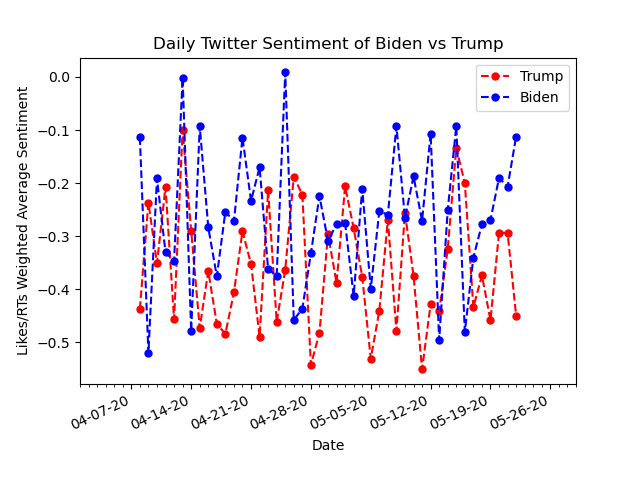 Daily Twitter Sentiment of Biden vs Trump
Trump
Biden
Likes/RTs Weighted Average Sentiment
0.0
−0.1
−0.2
−0.3
−0.4
−0.5
04-07-20
04-14-20
04-21-20
04-28-20
05-05-20
05-12-20
05-19-20
05-26-20
Date